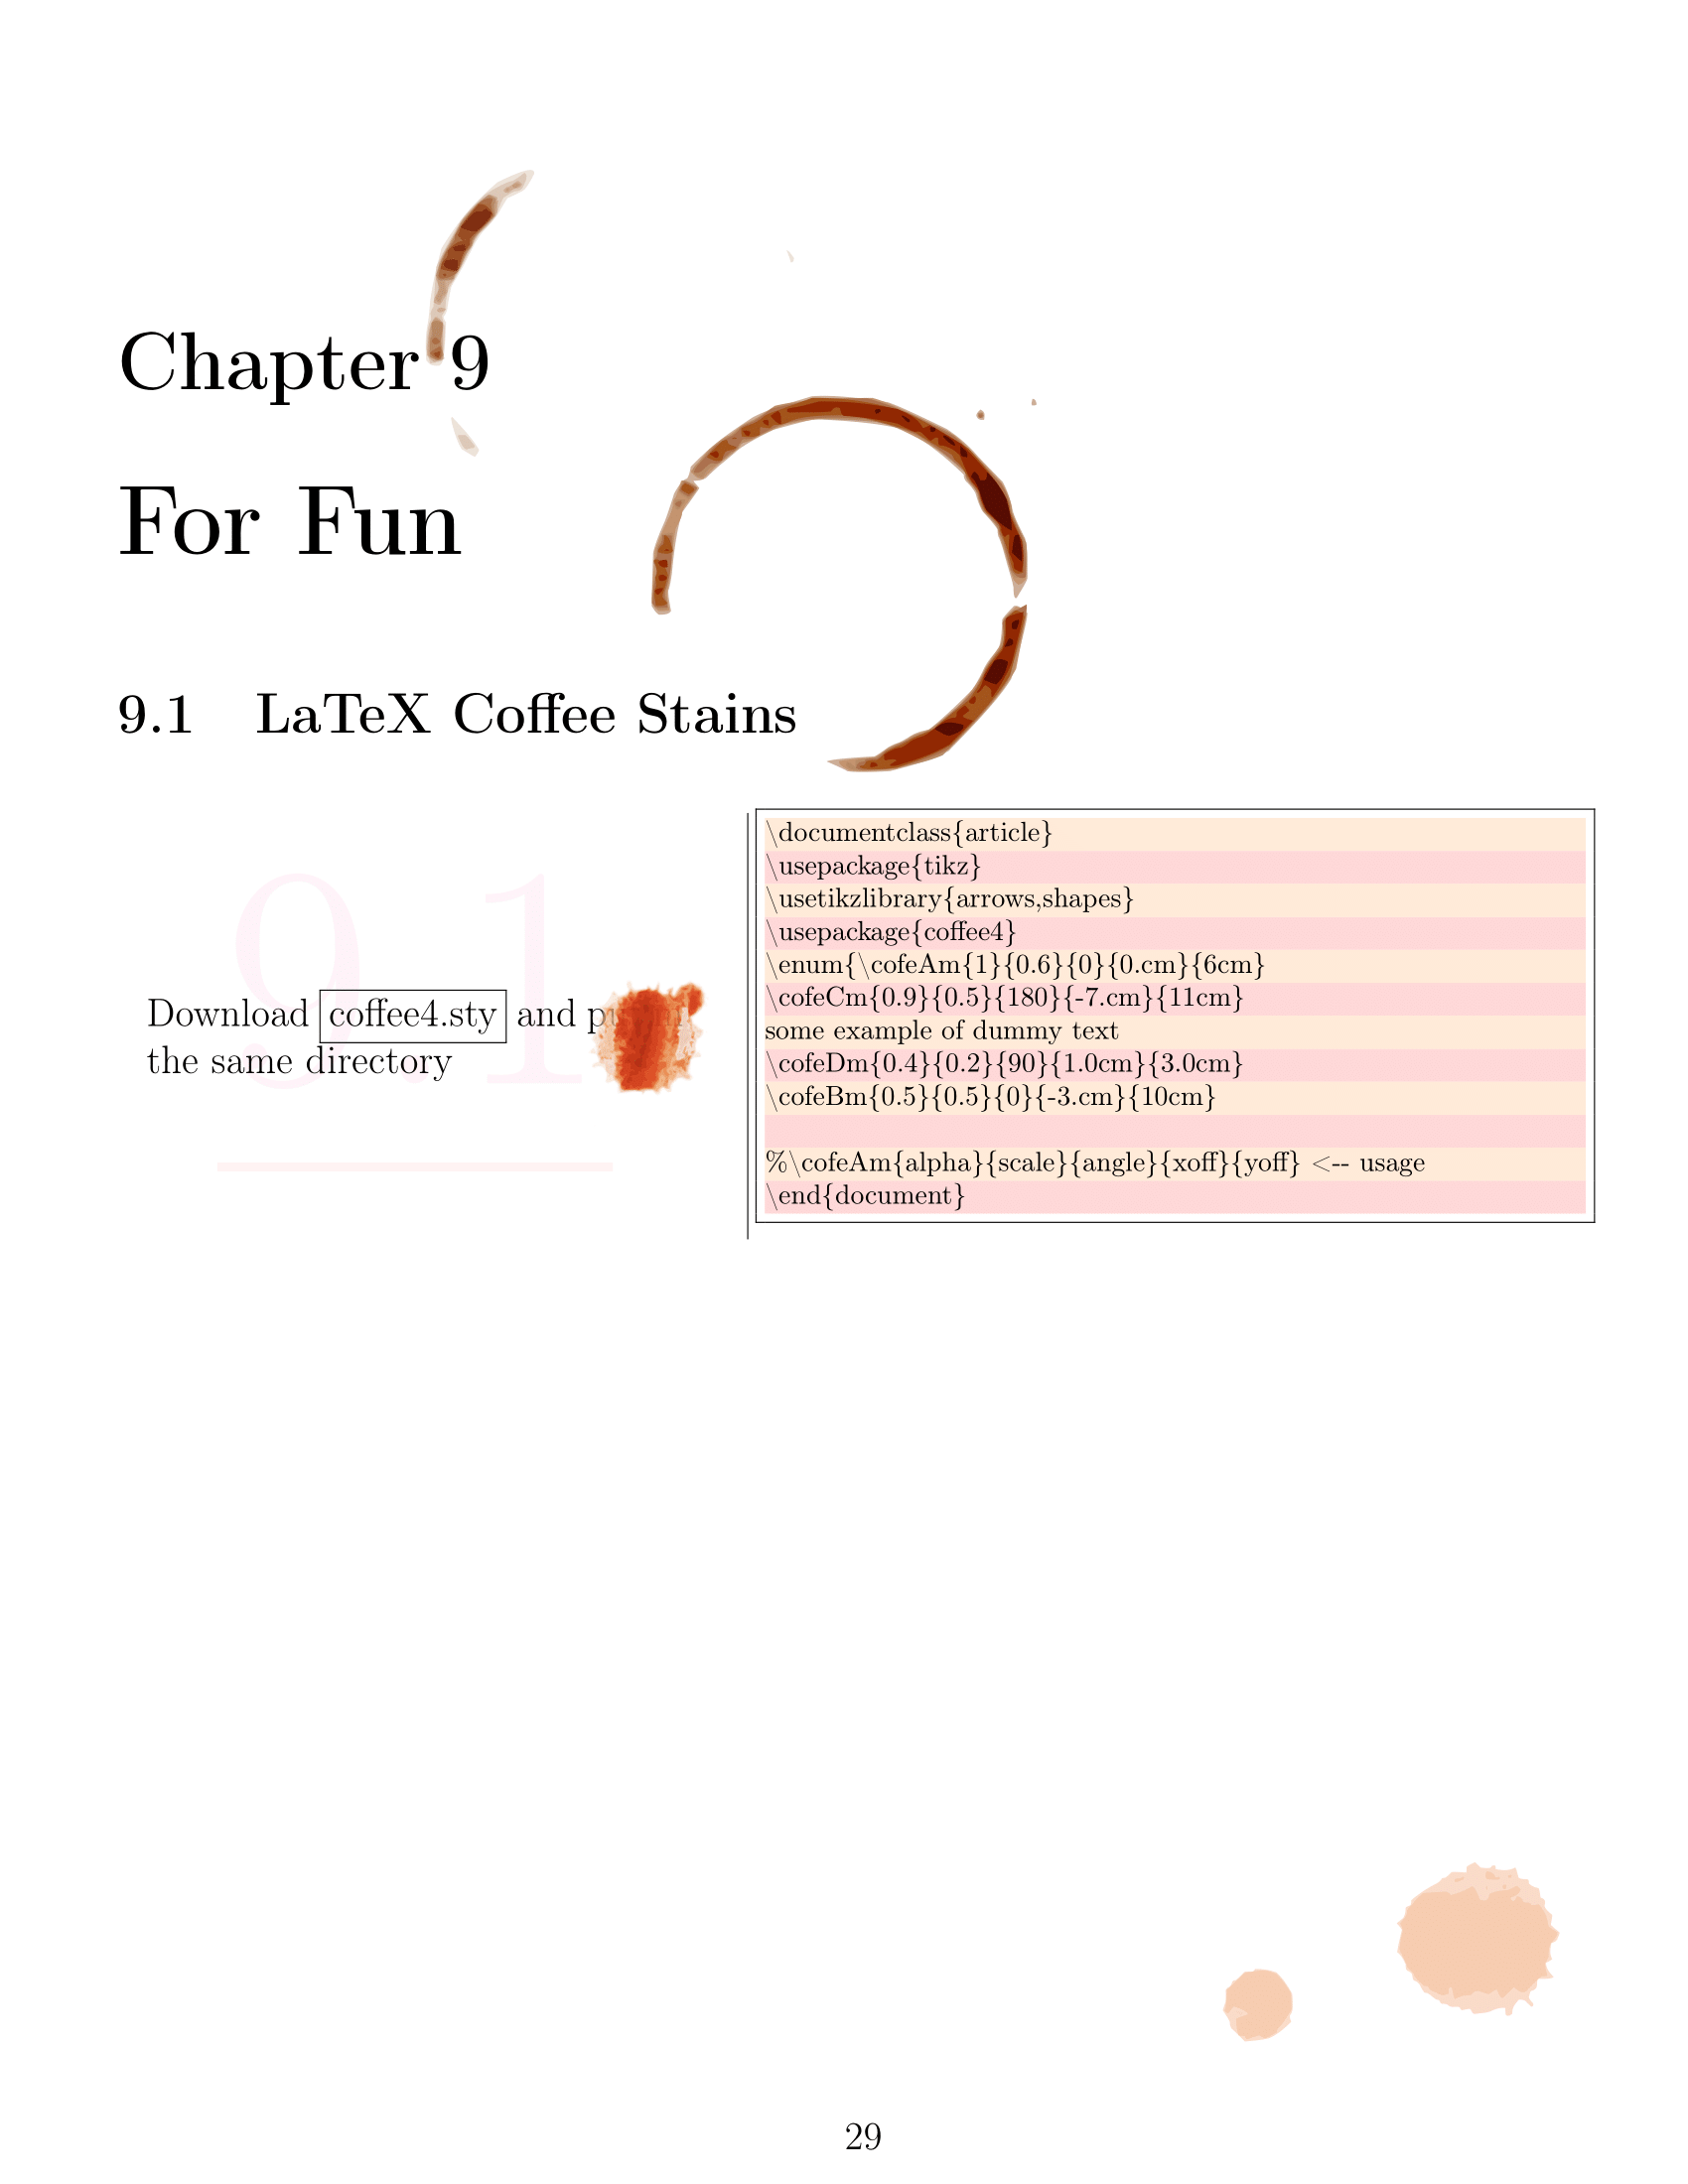 Chapter 9
For Fun
9.1 LaTeX Coffee Stains
9.1
Download coffee4.sty and
the same directory
\documentclass{article}
\usepackage{tikz}
\usetikzlibrary{arrows,shapes}
\usepackage{coffee4}
\enum{\cofeAm{1}{0.6}{0}{0.cm}{6cm}
\cofeCm{0.9}{0.5}{180}{-7.cm}{11cm}
some example of dummy text
\cofeDm{0.4}{0.2}{90}{1.0cm}{3.0cm}
\cofeBm{0.5}{0.5}{0}{-3.cm}{10cm}
%\cofeAm{alpha}{scale}{angle}{xoff}{yoff} <-- usage
\end{document}
29